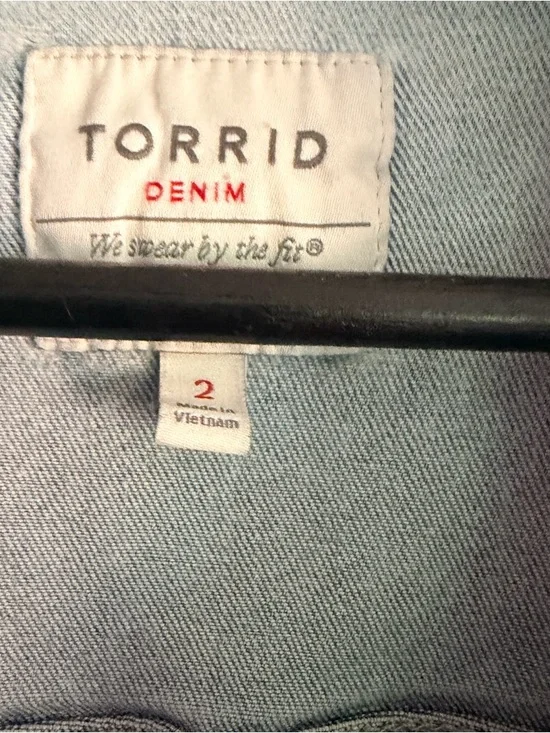 TORRID
DENIM
We swear by the fit®
2
Made in
Vietnam